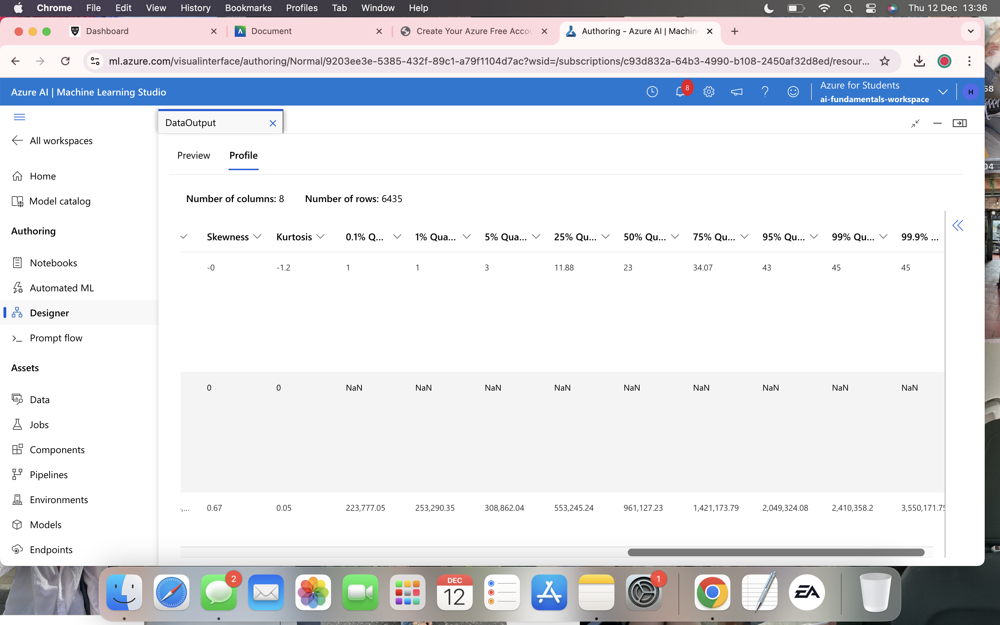 Chrome File Edit View History Bookmarks Profiles Tab Window Help Thu 12 Dec 13:36
Dashboard Document Create Your Azure Free Accou Authoring - Azure AI | Machin
ml.azure.com/visualinterface/authoring/Normal/9203ee3e-5385-432f-89c1-a79f1104d7ac?wsid=/subscriptions/c93d832a-64b3-4990-b108-2450af32d8ed/resour...
Azure AI | Machine Learning Studio 8 Azure for Students
ai-fundamentals-workspace H
58
DataOutput
All workspaces
Preview Profile
04
Home
Number of columns: 8 Number of rows: 6435
Model catalog
Authoring
Skewness Kurtosis 0.1% Q... 1% Qua... 5% Qua... 25% Qu... 50% Qu... 75% Qu... 95% Qu... 99% Qu... 99.9% ...
Notebooks
-0 -1.2 1 1 3 11.88 23 34.07 43 45 45
Automated ML
Designer
Prompt flow
Assets
0 0 NaN NaN NaN NaN NaN NaN NaN NaN NaN
Data
Jobs
Components
Pipelines
Environments
,... 0.67 0.05 223,777.05 253,290.35 308,862.04 553,245.24 961,127.23 1,421,173.79 2,049,324.08 2,410,358.2 3,550,171.75
Models
Endpoints
2 DEC 1
12 EA